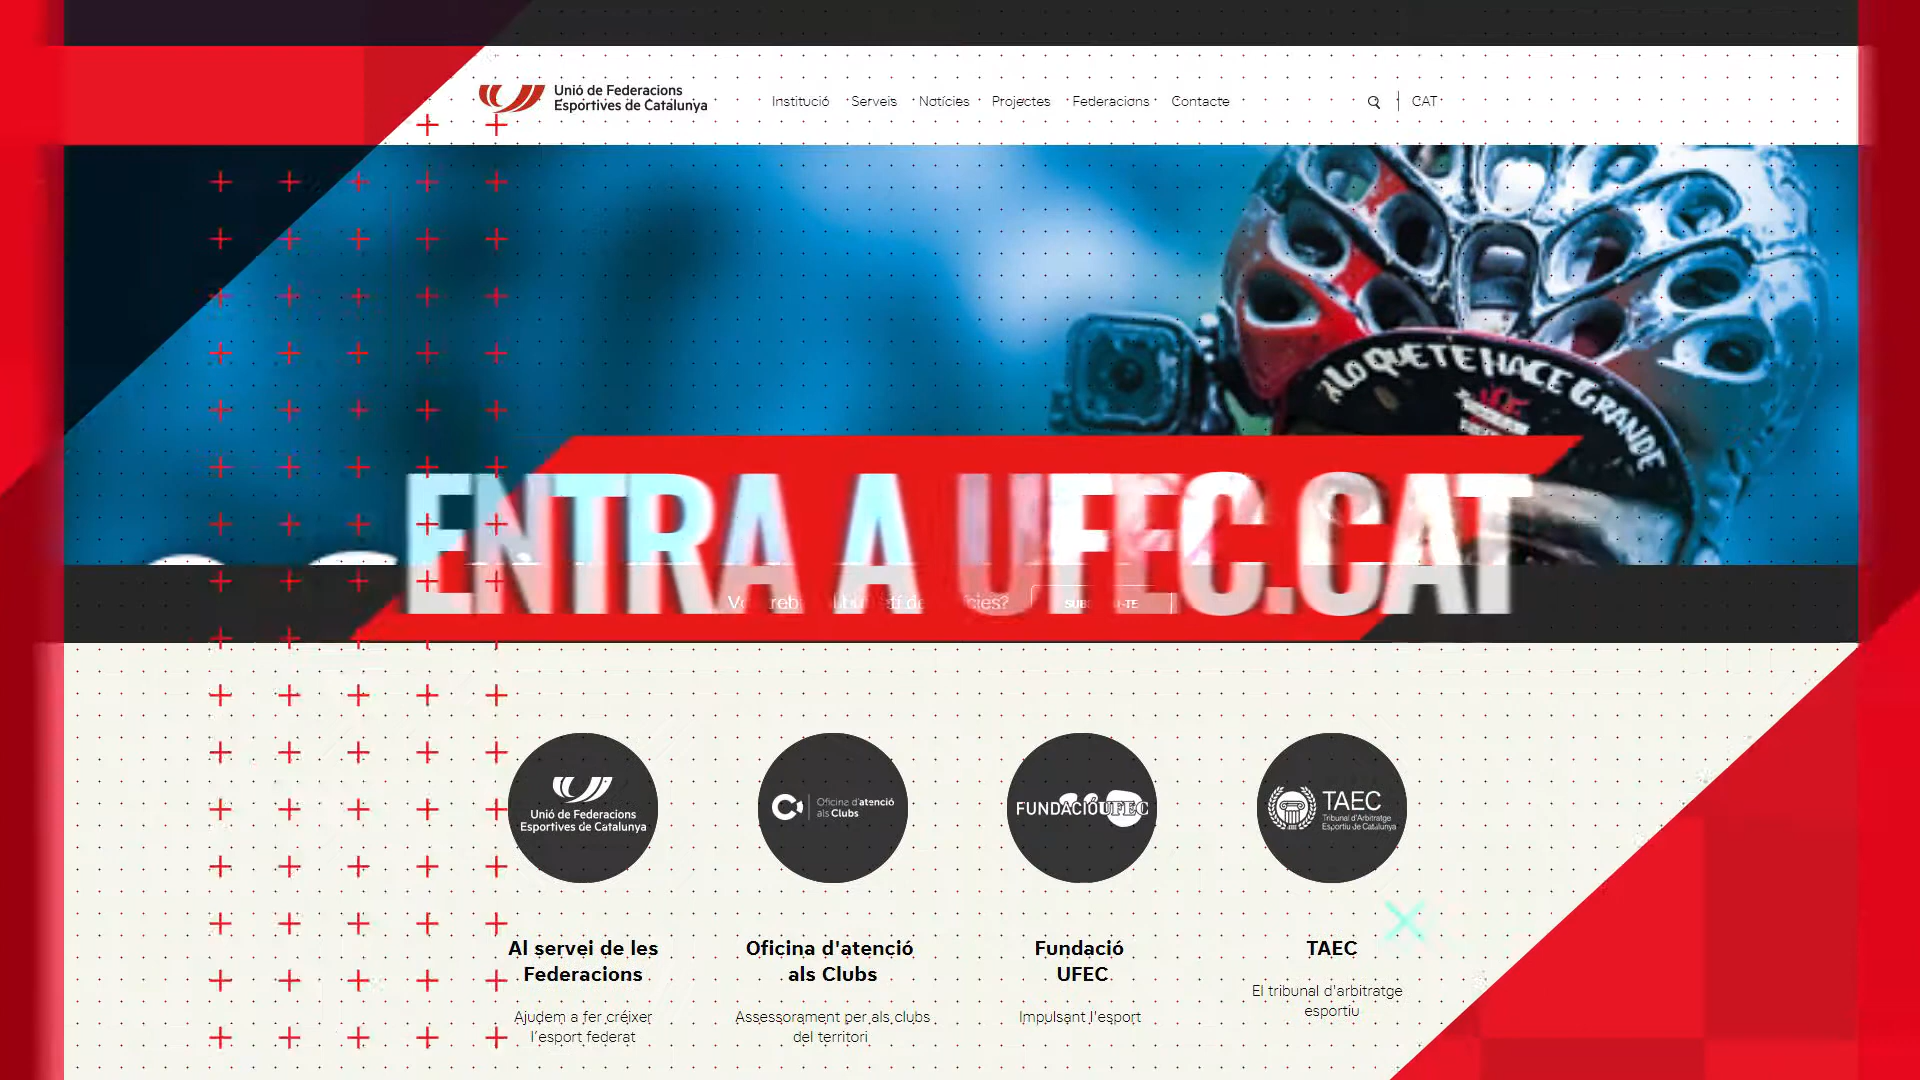 Unió de Federacions
Esportives de Catalunya
Institució Serveis Notícies Projectes Federacions Contacte CAT
¿LO QUE TE HACE GRANDE
ENTRA A UFEC.CAT
Unió de Federacions
Esportives de Catalunya
Oficina d'atenció
als Clubs
FUNDACIÓ UFEC
TAEC
Tribunal d'Arbitratge
Esportiu de Catalunya
Al servei de les
Federacions
Ajudem a fer créixer
l'esport federat
Oficina d'atenció
als Clubs
Assessorament per als clubs
del territori
Fundació
UFEC
Impulsant l'esport
TAEC
El tribunal d'arbitratge
esportiu